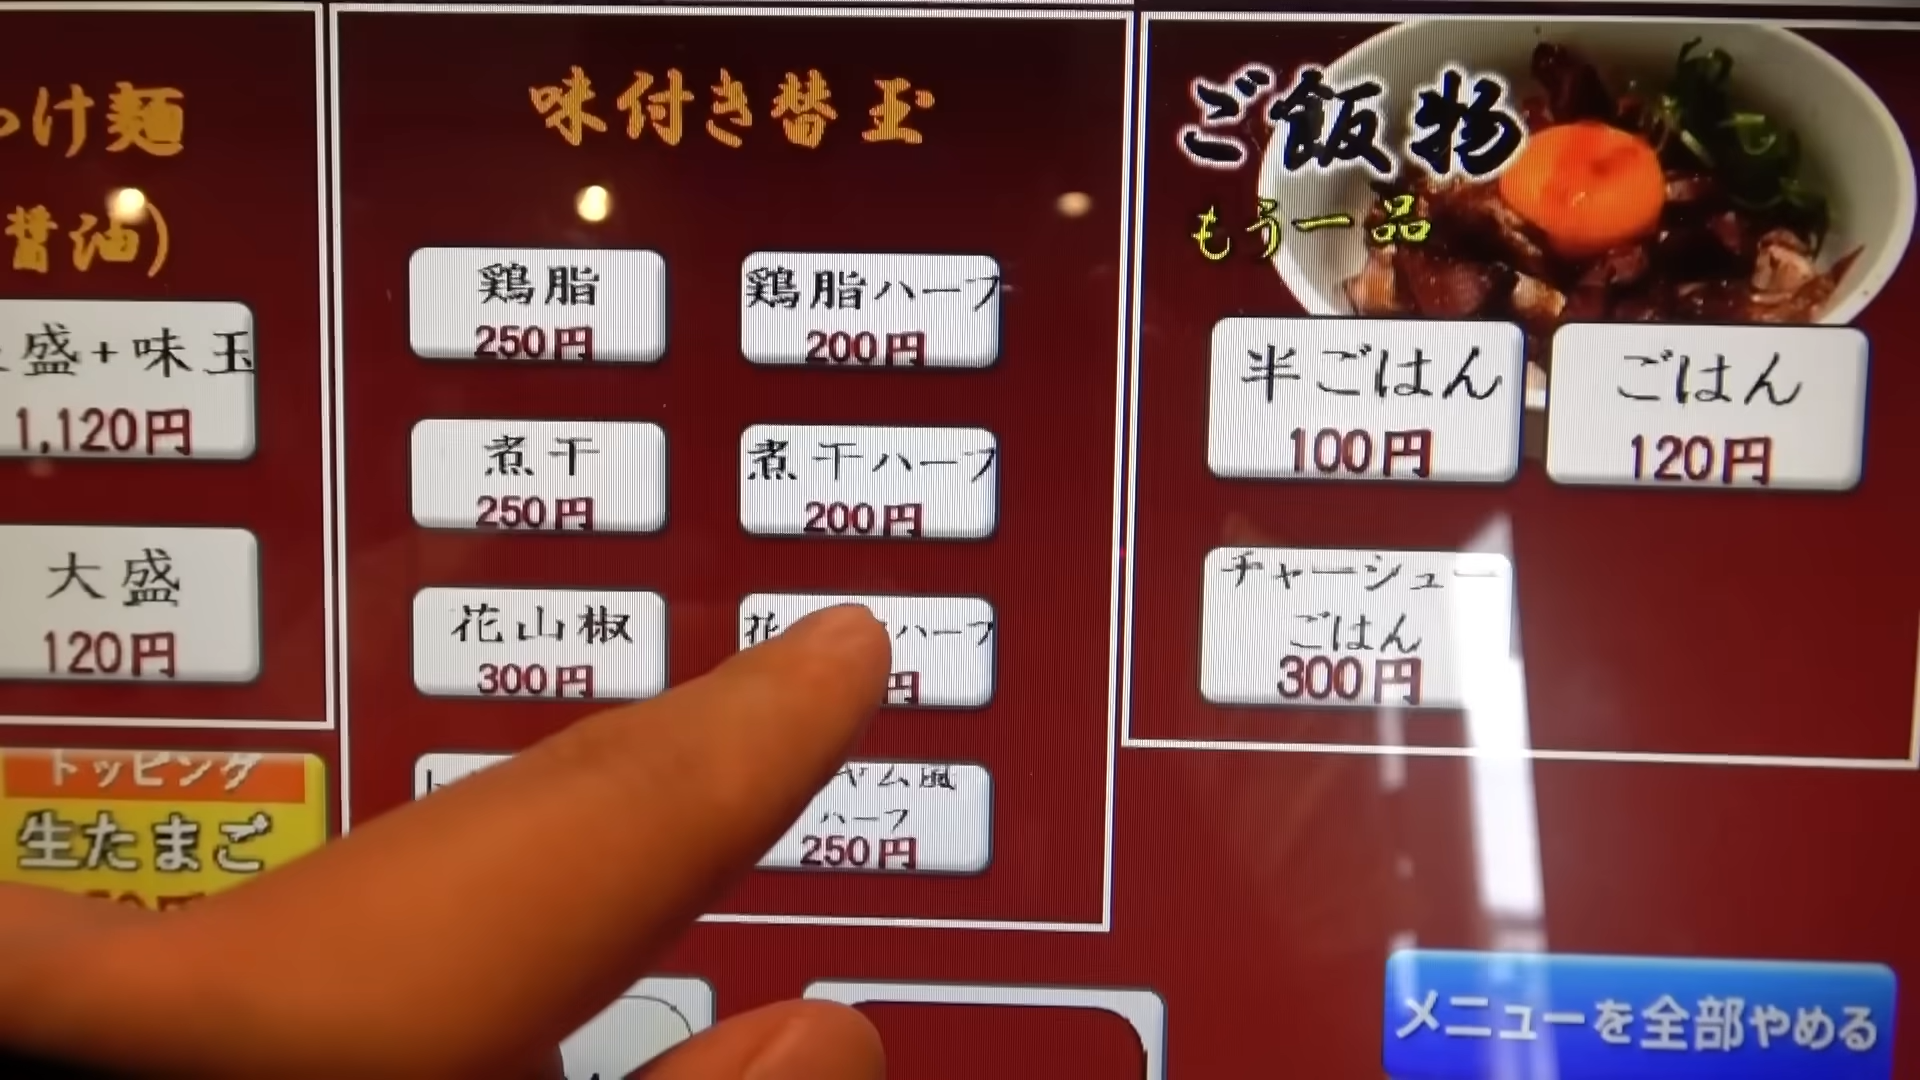 け麺
醤油)
盛+味玉
1,120円
大盛
120円
トッピング
生たまご
味付き替玉
鶏脂
250円
鶏脂ハーフ
200円
煮干
250円
煮干ハーフ
200円
花山椒
300円
花 ハーフ
円
ヤム風
ハーフ
250円
ご飯物
もう一品
半ごはん
100円
ごはん
120円
チャーシュー
ごはん
300円
メニューを全部やめる